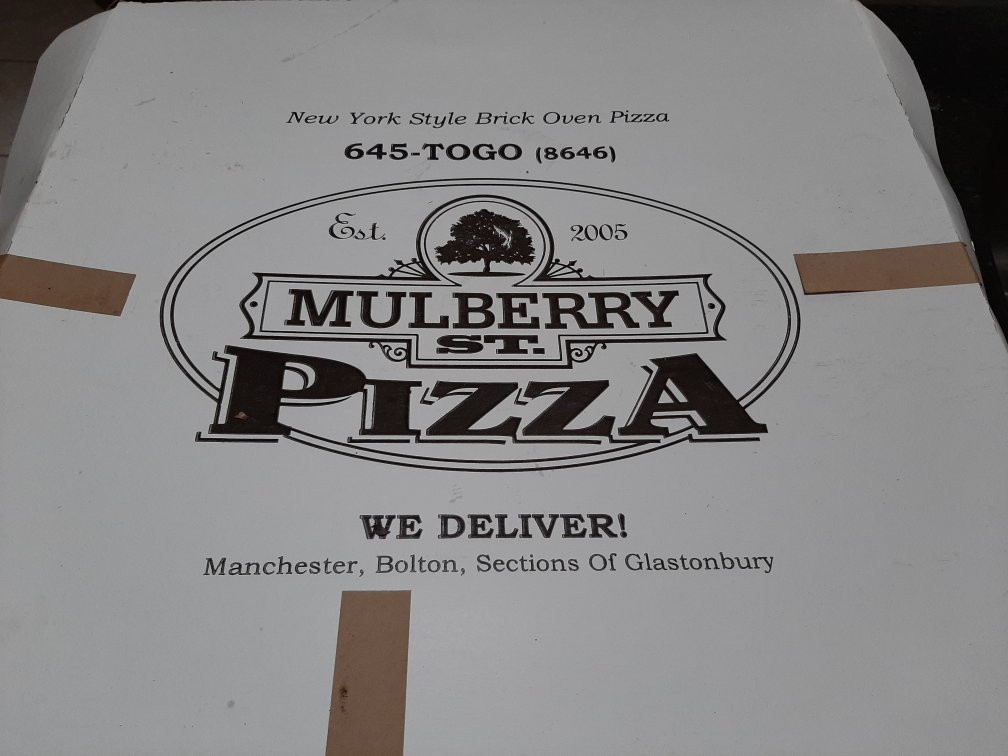 New York Style Brick Oven Pizza
645-TOGO (8646)
Est. 2005
MULBERRY
ST.
PIZZA
WE DELIVER!
Manchester, Bolton, Sections Of Glastonbury